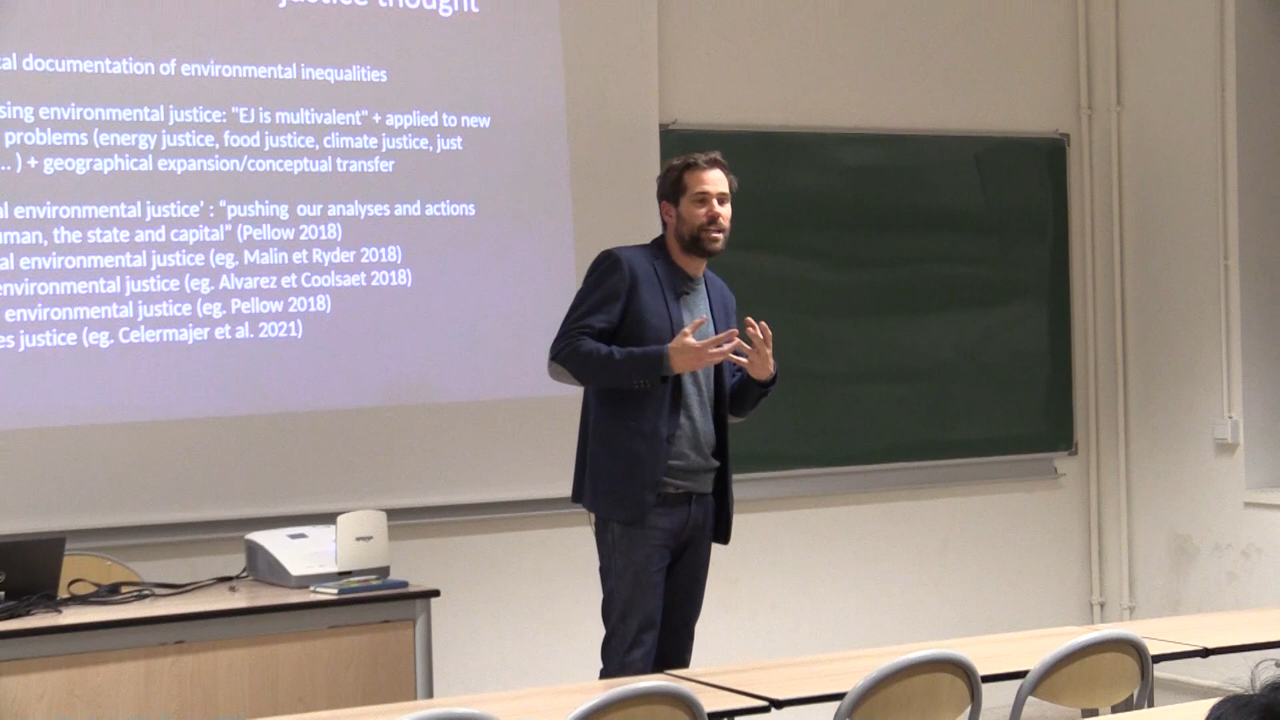 justice thought
cal documentation of environmental inequalities
sing environmental justice: "EJ is multivalent" + applied to new
problems (energy justice, food justice, climate justice, just
.. ) + geographical expansion/conceptual transfer
al environmental justice' : “pushing our analyses and actions
uman, the state and capital” (Pellow 2018)
al environmental justice (eg. Malin et Ryder 2018)
environmental justice (eg. Alvarez et Coolsaet 2018)
environmental justice (eg. Pellow 2018)
es justice (eg. Celermajer et al. 2021)